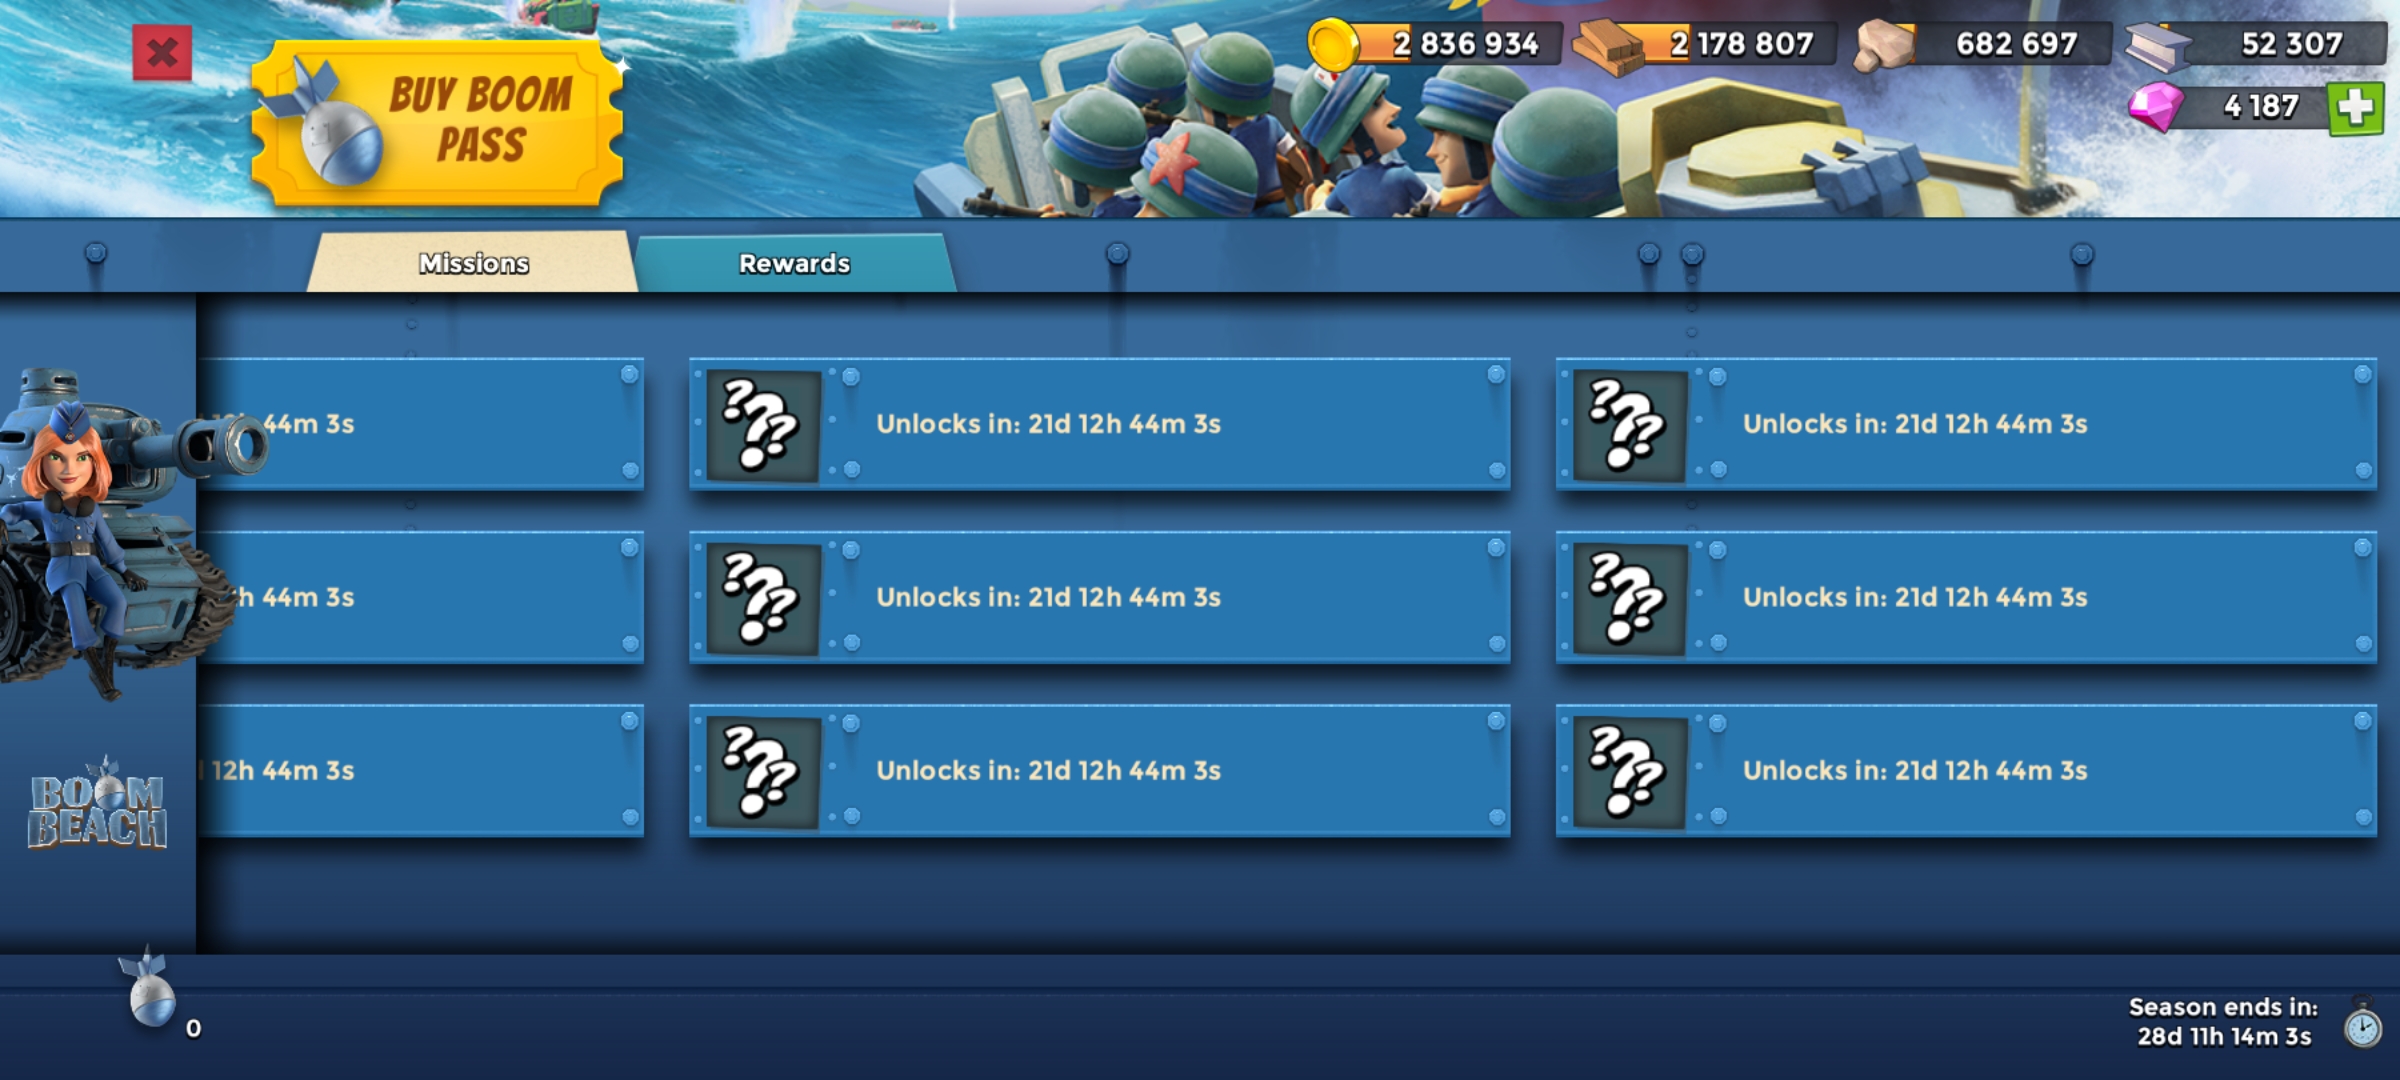 BUY BOOM
PASS
2 836 934
2 178 807
682 697
52 307
4 187
Missions
Rewards
44m 3s
Unlocks in: 21d 12h 44m 3s
Unlocks in: 21d 12h 44m 3s
h 44m 3s
Unlocks in: 21d 12h 44m 3s
Unlocks in: 21d 12h 44m 3s
12h 44m 3s
Unlocks in: 21d 12h 44m 3s
Unlocks in: 21d 12h 44m 3s
BOOM
BEACH
0
Season ends in:
28d 11h 14m 3s